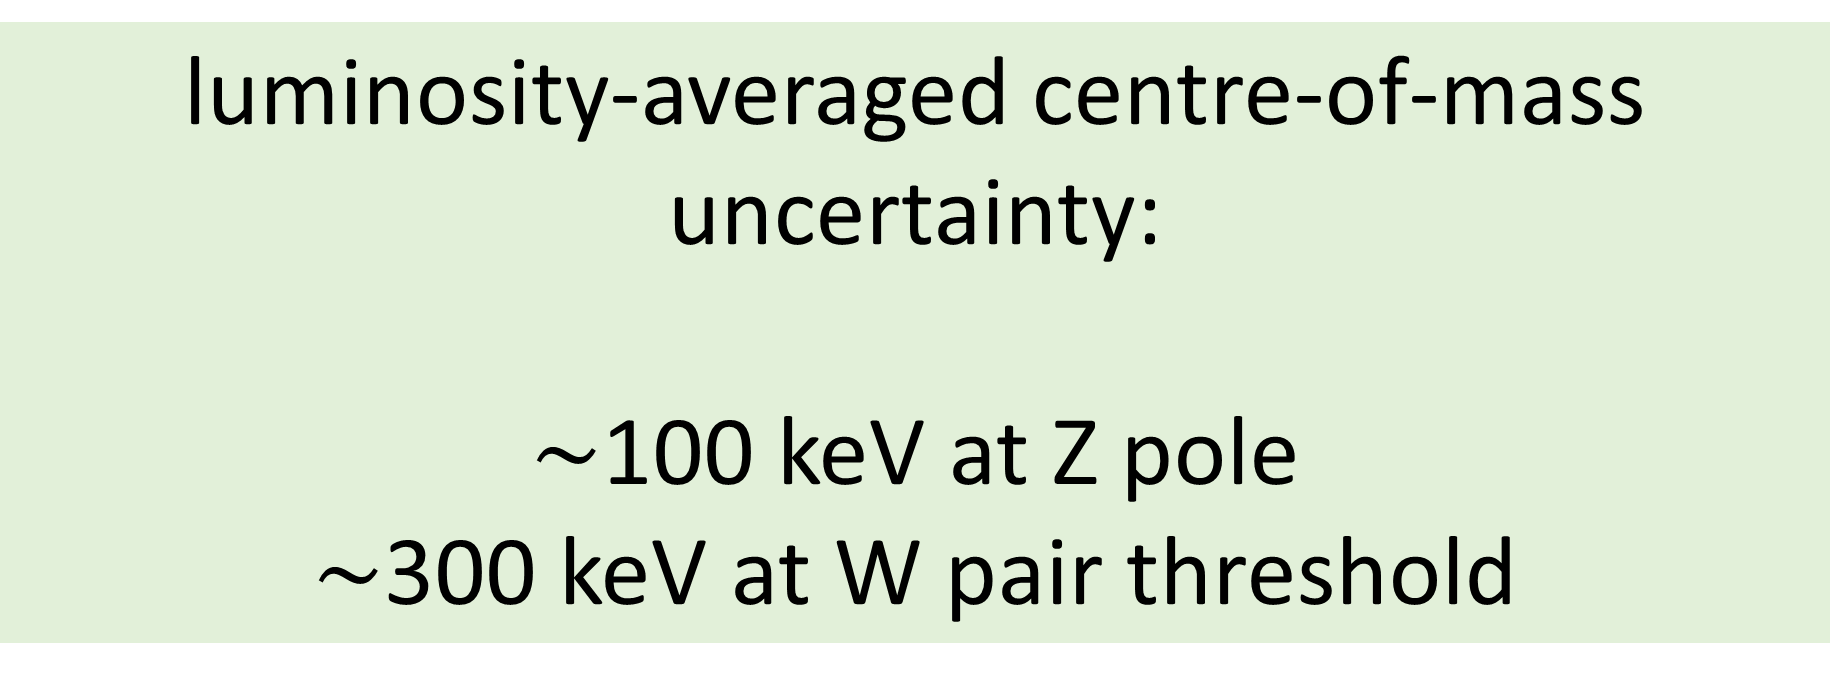 luminosity-averaged centre-of-mass
uncertainty:
~100 keV at Z pole
~300 keV at W pair threshold